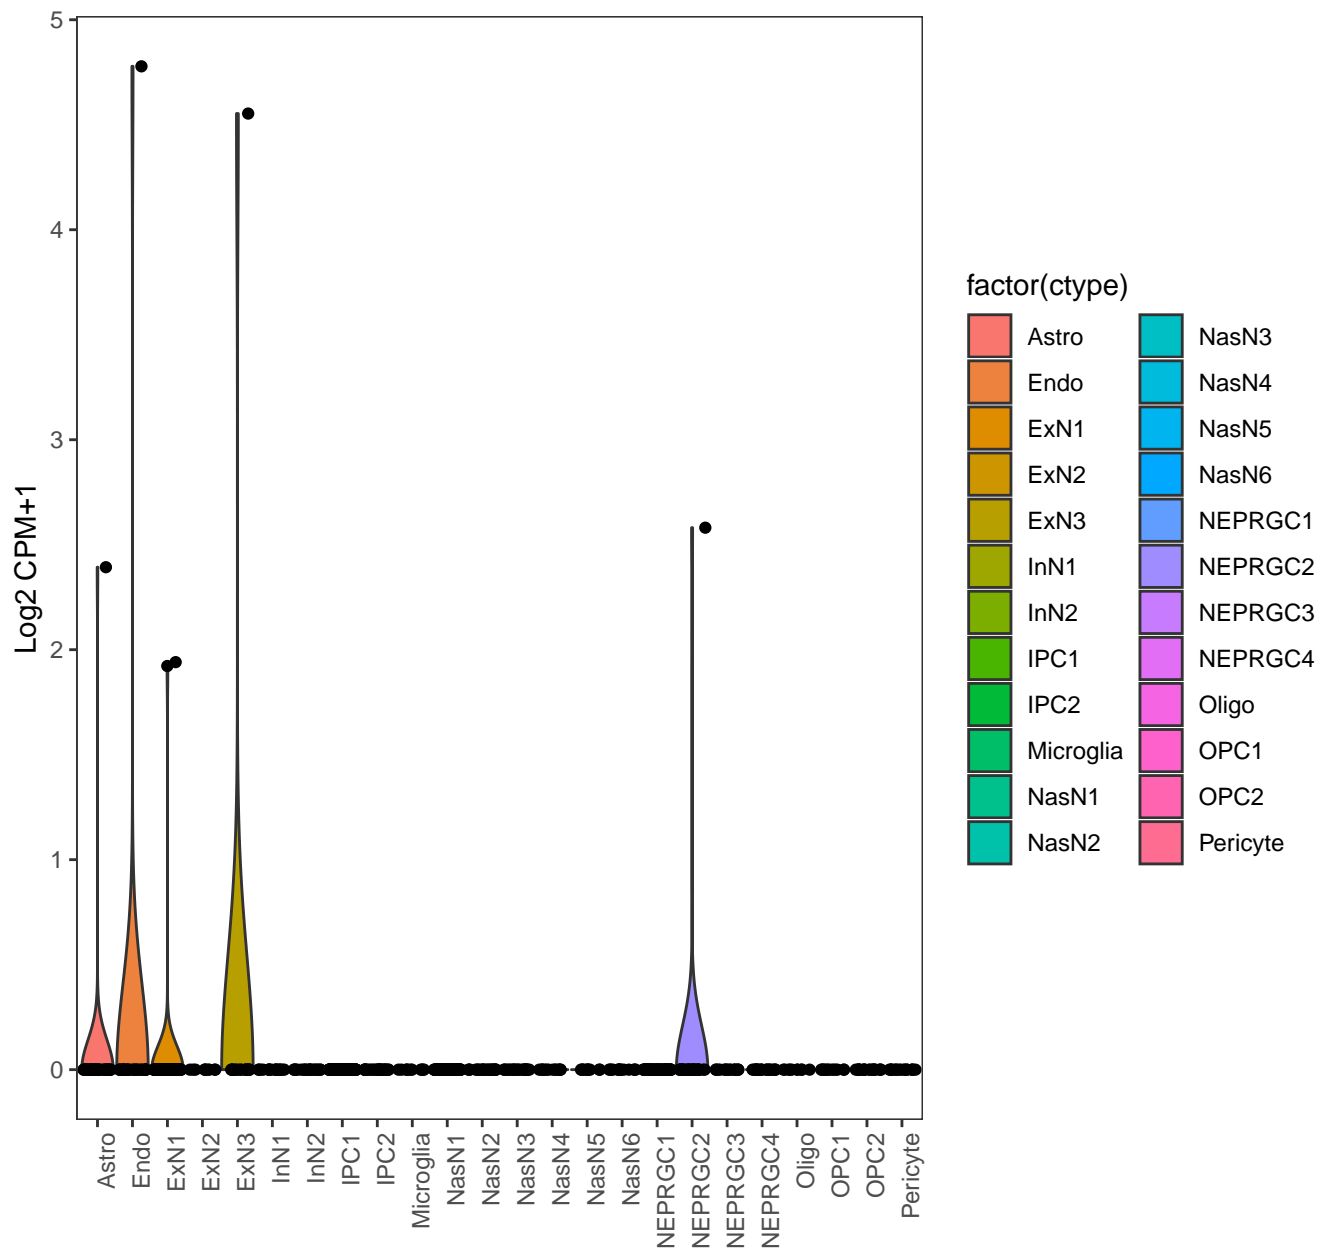 5
4
3
2
1
0
Log2 CPM+1
Astro
Endo
ExN1
ExN2
ExN3
InN1
InN2
IPC1
IPC2
Microglia
NasN1
NasN2
NasN3
NasN4
NasN5
NasN6
NEPRGC1
NEPRGC2
NEPRGC3
NEPRGC4
Oligo
OPC1
OPC2
Pericyte
factor(ctype)
Astro
Endo
ExN1
ExN2
ExN3
InN1
InN2
IPC1
IPC2
Microglia
NasN1
NasN2
NasN3
NasN4
NasN5
NasN6
NEPRGC1
NEPRGC2
NEPRGC3
NEPRGC4
Oligo
OPC1
OPC2
Pericyte